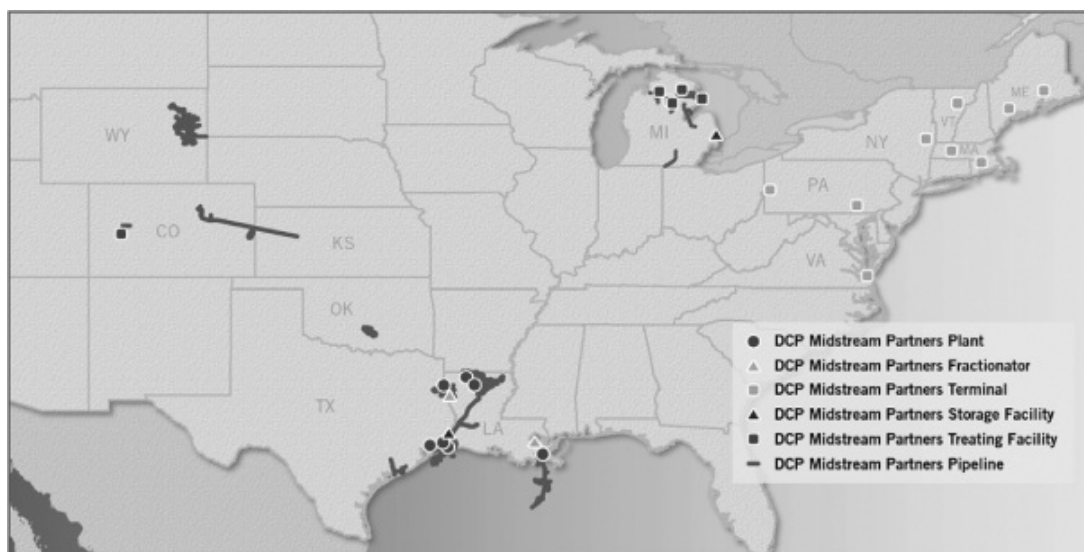 WY
MI
ME
VT
NY
MA
PA
CO
KS
VA
OK
TX
LA
DCP Midstream Partners Plant
DCP Midstream Partners Fractionator
DCP Midstream Partners Terminal
DCP Midstream Partners Storage Facility
DCP Midstream Partners Treating Facility
DCP Midstream Partners Pipeline